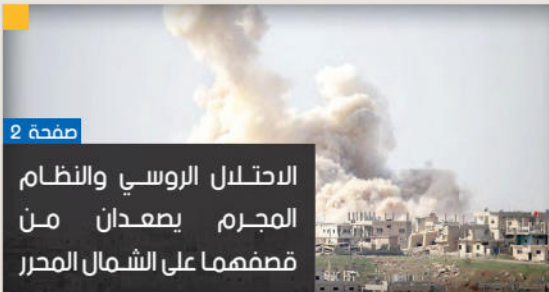 صفحة 2
الاحتلال الروسي والنظام
المجرم يصعدان من
قصفهما على الشمال المحرر